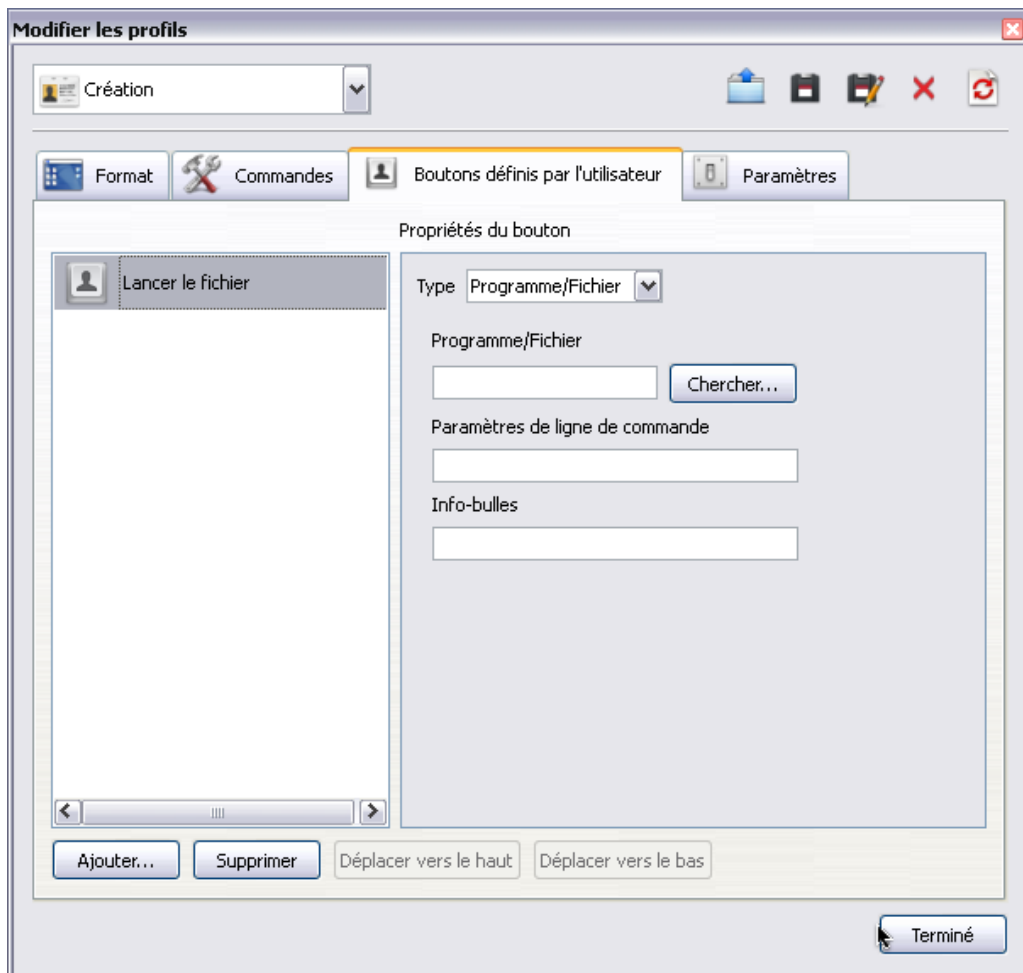 Modifier les profils
Création
Format
Commandes
Boutons définis par l'utilisateur
Paramètres
Propriétés du bouton
Lancer le fichier
Type Programme/Fichier
Programme/Fichier
Chercher...
Paramètres de ligne de commande
Info-bulles
Ajouter...
Supprimer
Déplacer vers le haut
Déplacer vers le bas
Terminé